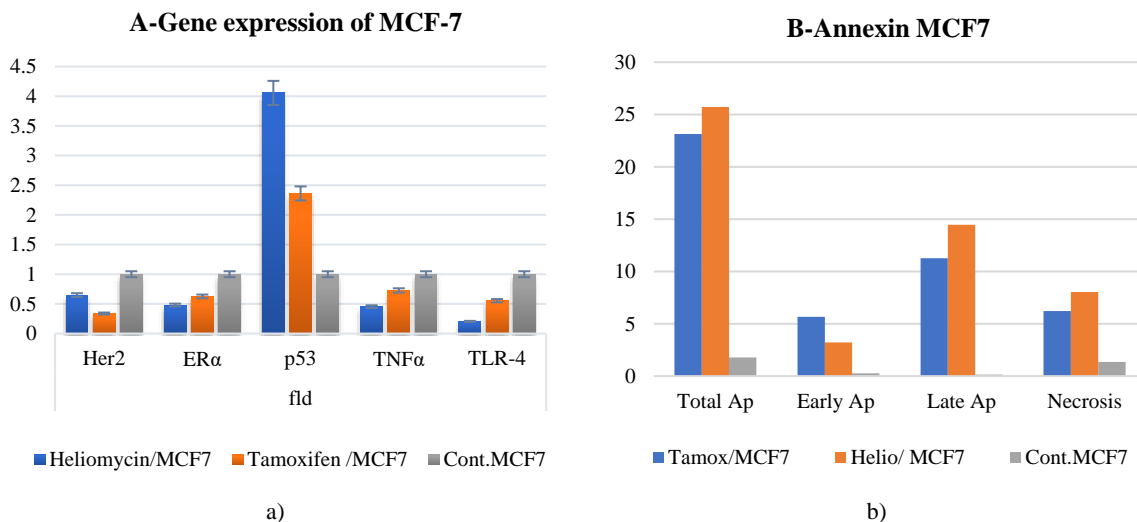 A-Gene expression of MCF-7
4.5
4
3.5
3
2.5
2
1.5
1
0.5
0
Her2 ERα p53 TNFα TLR-4
fld
Heliomycin/MCF7 Tamoxifen /MCF7 Cont.MCF7
a)
B-Annexin MCF7
30
25
20
15
10
5
0
Total Ap Early Ap Late Ap Necrosis
Tamox/MCF7 Helio/ MCF7 Cont.MCF7
b)